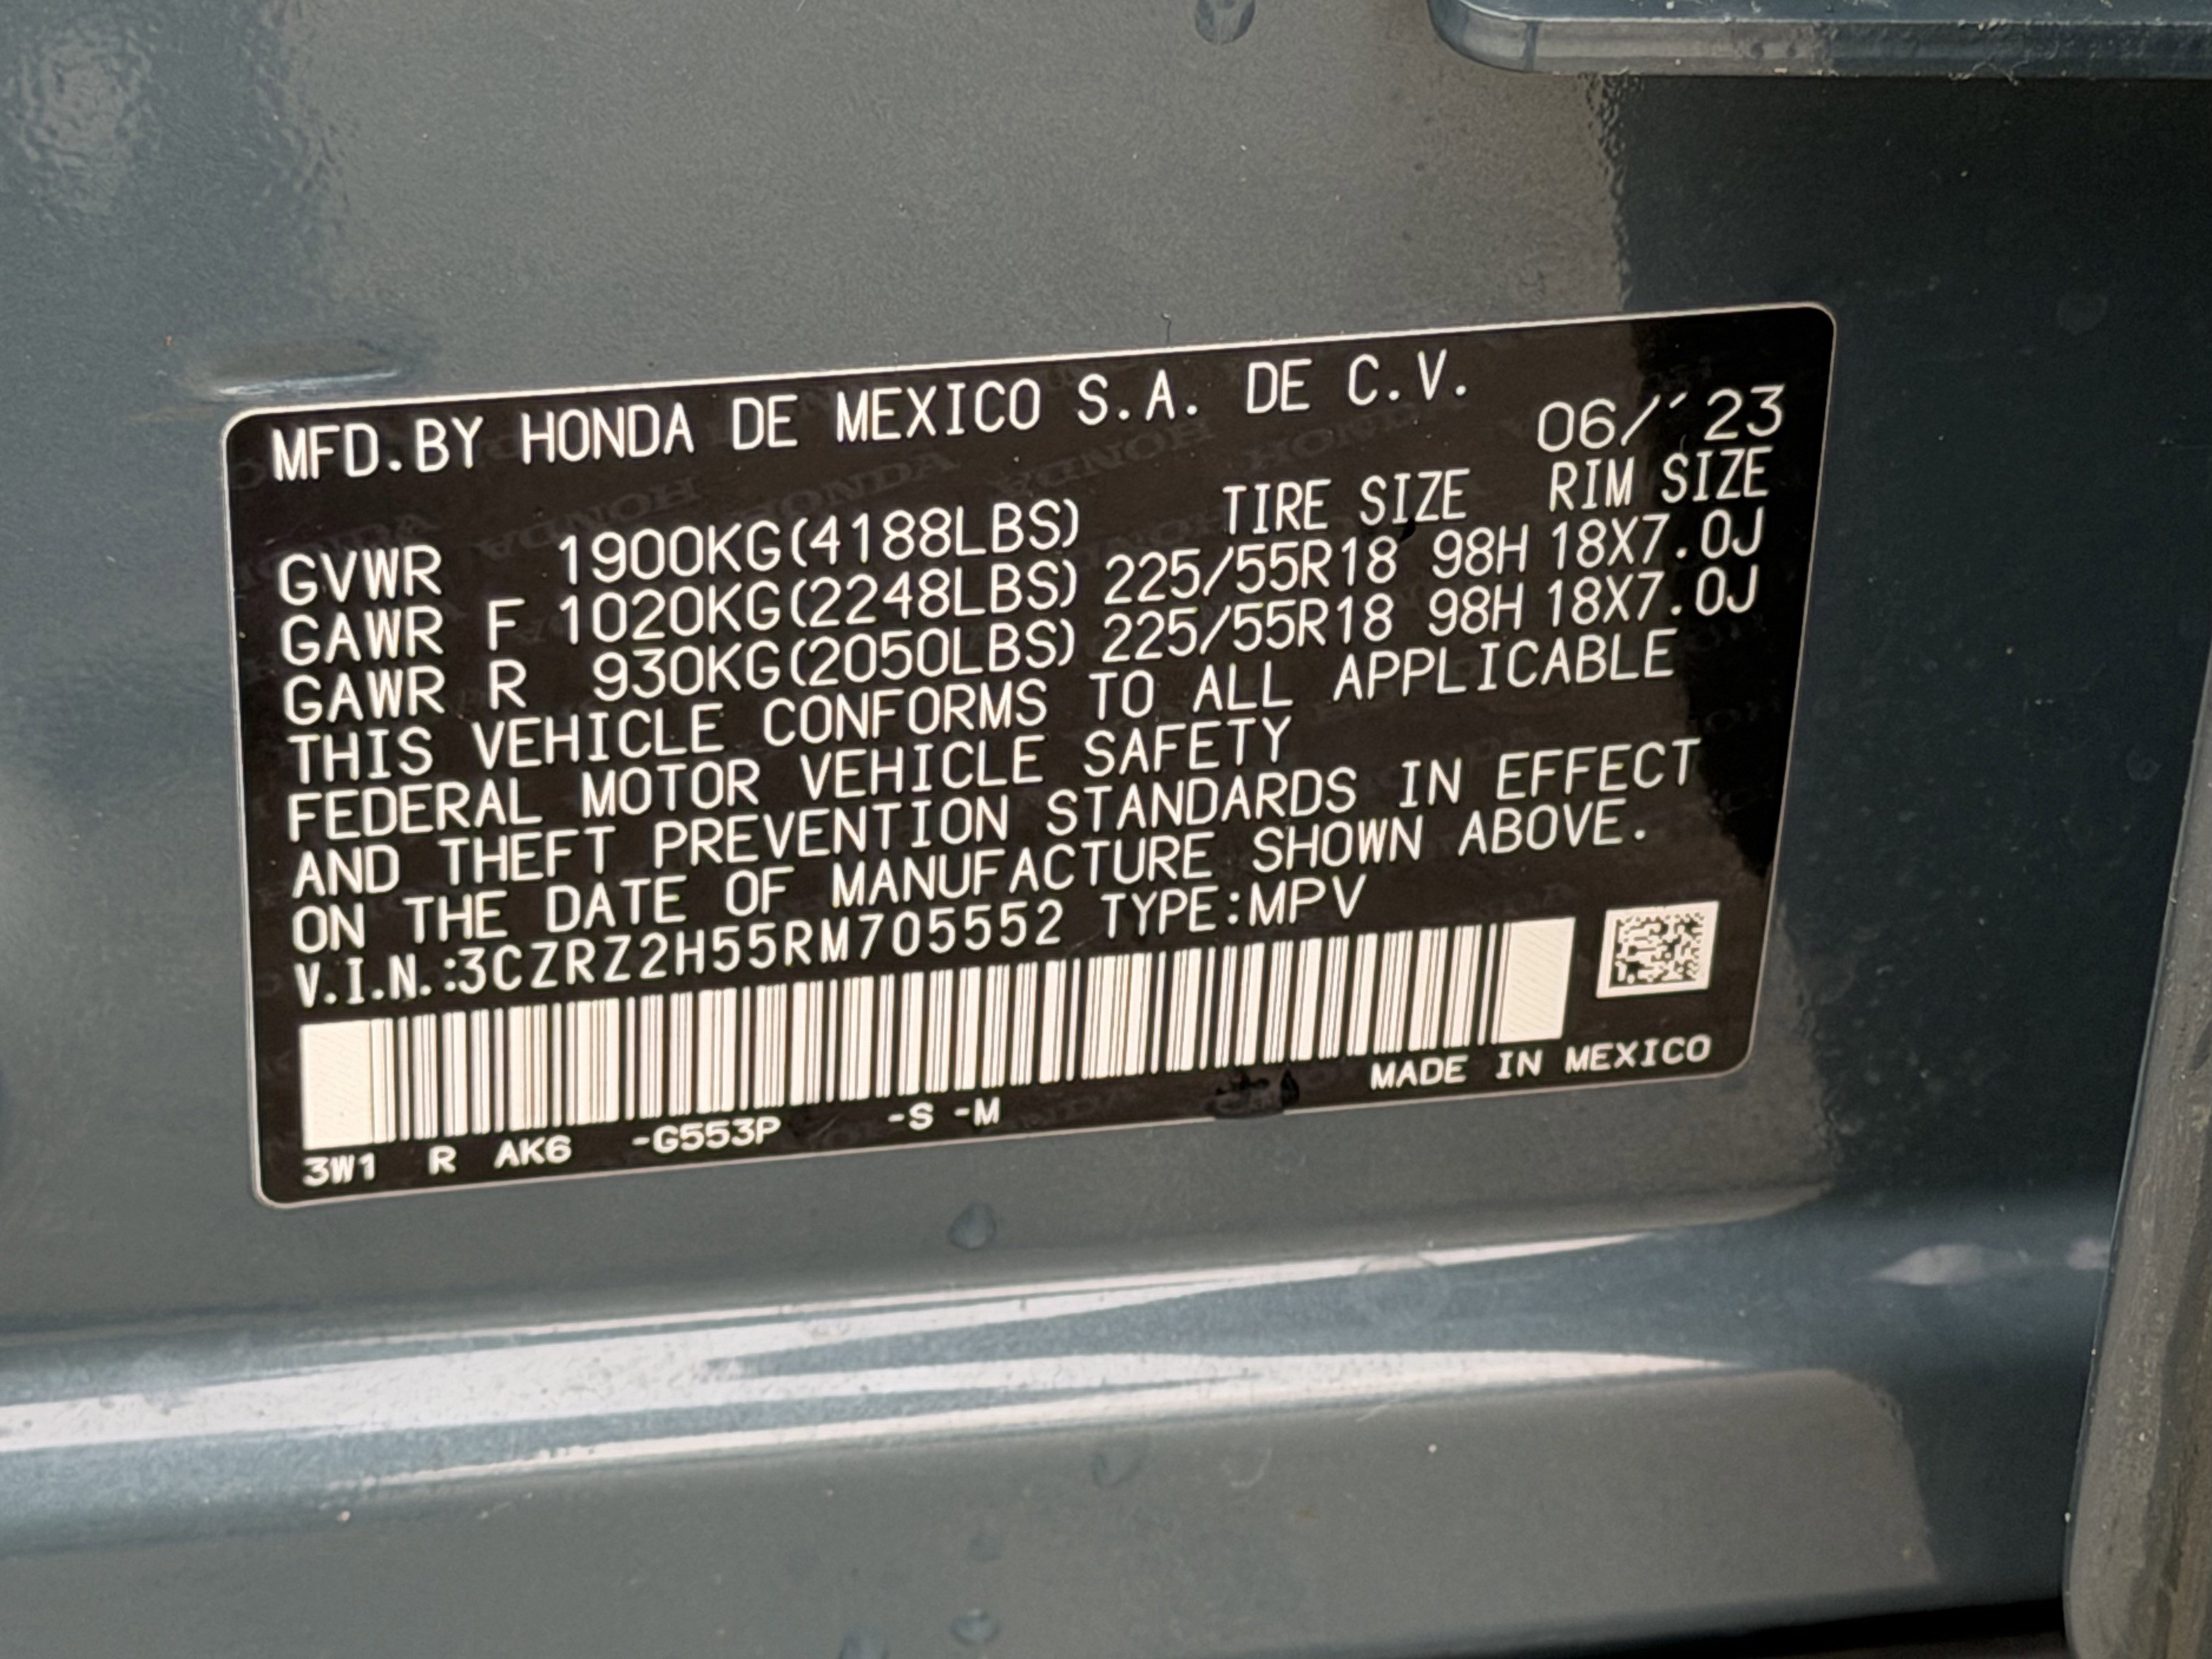 MFD.BY HONDA DE MEXICO S.A. DE C.V.
06/´23
TIRE SIZE RIM SIZE
GVWR 1900KG(4188LBS)
GAWR F 1020KG(2248LBS) 225/55R18 98H 18X7.0J
GAWR R 930KG(2050LBS) 225/55R18 98H 18X7.0J
THIS VEHICLE CONFORMS TO ALL APPLICABLE
FEDERAL MOTOR VEHICLE SAFETY
AND THEFT PREVENTION STANDARDS IN EFFECT
ON THE DATE OF MANUFACTURE SHOWN ABOVE.
V.I.N.:3CZRZ2H55RM705552 TYPE:MPV
MADE IN MEXICO
3W1 R AK6 -G553P -S -M